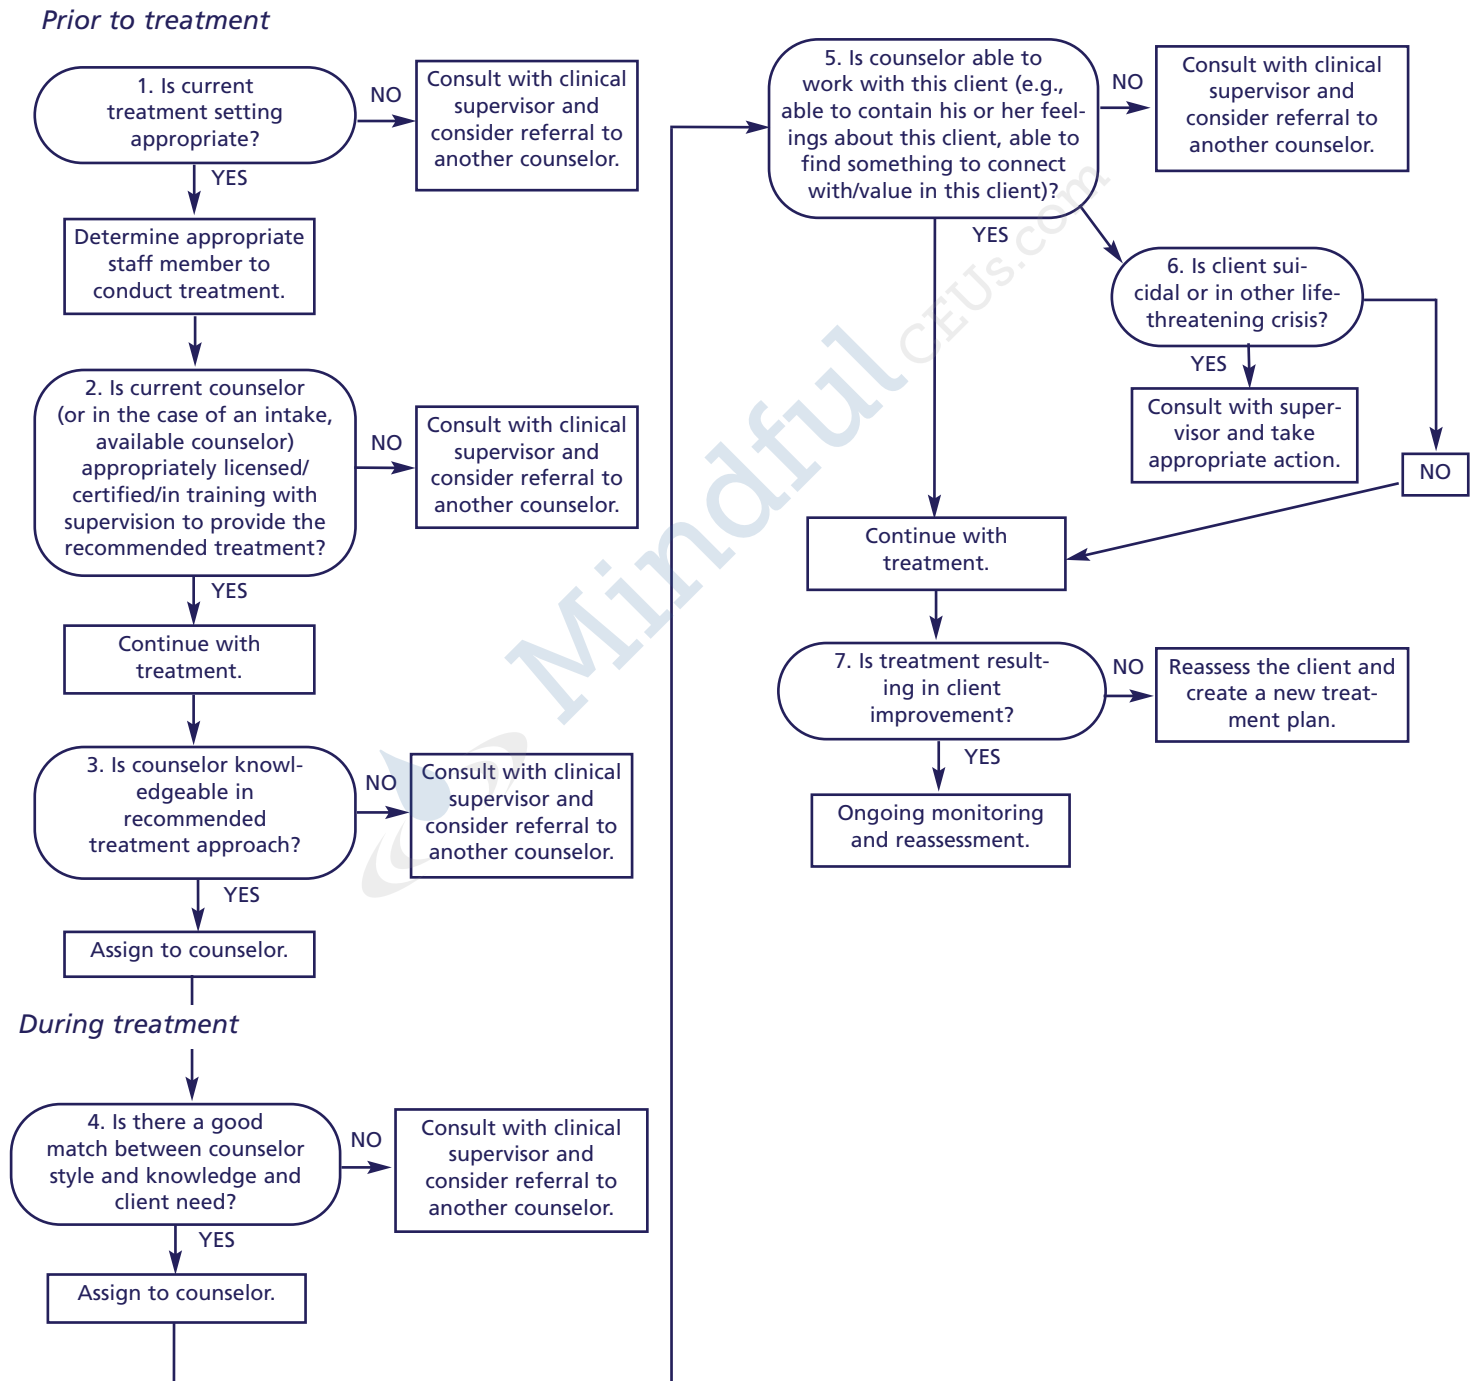 Prior to treatment
1. Is current
treatment setting
appropriate?
NO
Consult with clinical
supervisor and
consider referral to
another counselor.
YES
Determine appropriate
staff member to
conduct treatment.
2. Is current counselor
(or in the case of an intake,
available counselor)
appropriately licensed/
certified/in training with
supervision to provide the
recommended treatment?
NO
Consult with clinical
supervisor and
consider referral to
another counselor.
YES
Continue with
treatment.
3. Is counselor knowl-
edgeable in
recommended
treatment approach?
NO
Consult with clinical
supervisor and
consider referral to
another counselor.
YES
Assign to counselor.
During treatment
4. Is there a good
match between counselor
style and knowledge and
client need?
NO
Consult with clinical
supervisor and
consider referral to
another counselor.
YES
Assign to counselor.
5. Is counselor able to
work with this client (e.g.,
able to contain his or her feel-
ings about this client, able to
find something to connect
with/value in this client)?
NO
Consult with clinical
supervisor and
consider referral to
another counselor.
YES
6. Is client sui-
cidal or in other life-
threatening crisis?
YES
Consult with super-
visor and take
appropriate action.
NO
Continue with
treatment.
7. Is treatment result-
ing in client
improvement?
NO
Reassess the client and
create a new treat-
ment plan.
YES
Ongoing monitoring
and reassessment.
Mindful CEUs.com